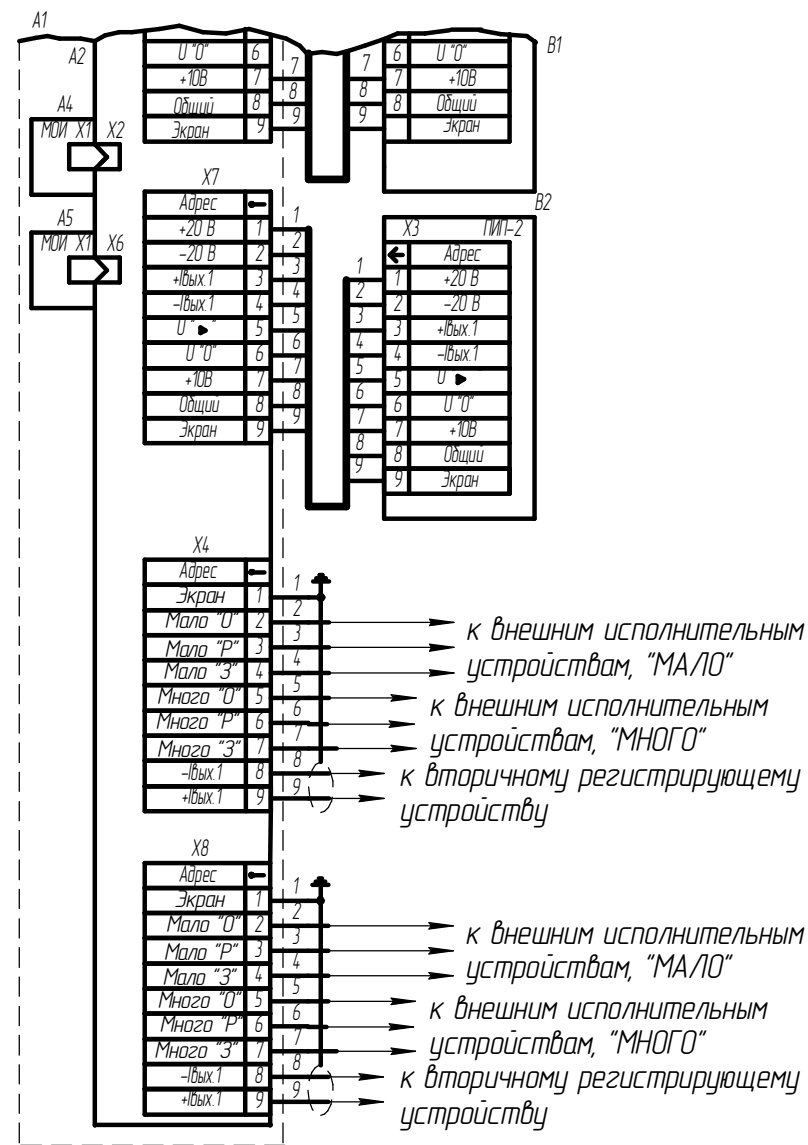 A1
A2
B1
U "0" 6 7 7 6 U "0"
+10В 7 8 8 7 +10В
Общий 8 9 9 8 Общий
Экран 9 Экран
A4
МОИ X1 X2
A5
МОИ X1 X6
X7
Адрес
+20 В 1 1
-20 В 2 2
+Iвых.1 3 3
-Iвых.1 4 4
U "▶" 5 5
U "0" 6 6
+10В 7 7
Общий 8 8
Экран 9 9
B2
X3 ПИП-2
Адрес
1 1 +20 В
2 2 -20 В
3 3 +Iвых.1
4 4 -Iвых.1
5 5 U ▶
6 6 U "0"
7 7 +10В
8 8 Общий
9 9 Экран
X4
Адрес
Экран 1 1
Мало "О" 2 2
Мало "Р" 3 3
Мало "З" 4 4
Много "О" 5 5
Много "Р" 6 6
Много "З" 7 7
-Iвых.1 8 8
+Iвых.1 9 9
к внешним исполнительным
устройствам, "МАЛО"
к внешним исполнительным
устройствам, "МНОГО"
к вторичному регистрирующему
устройству
X8
Адрес
Экран 1 1
Мало "О" 2 2
Мало "Р" 3 3
Мало "З" 4 4
Много "О" 5 5
Много "Р" 6 6
Много "З" 7 7
-Iвых.1 8 8
+Iвых.1 9 9
к внешним исполнительным
устройствам, "МАЛО"
к внешним исполнительным
устройствам, "МНОГО"
к вторичному регистрирующему
устройству